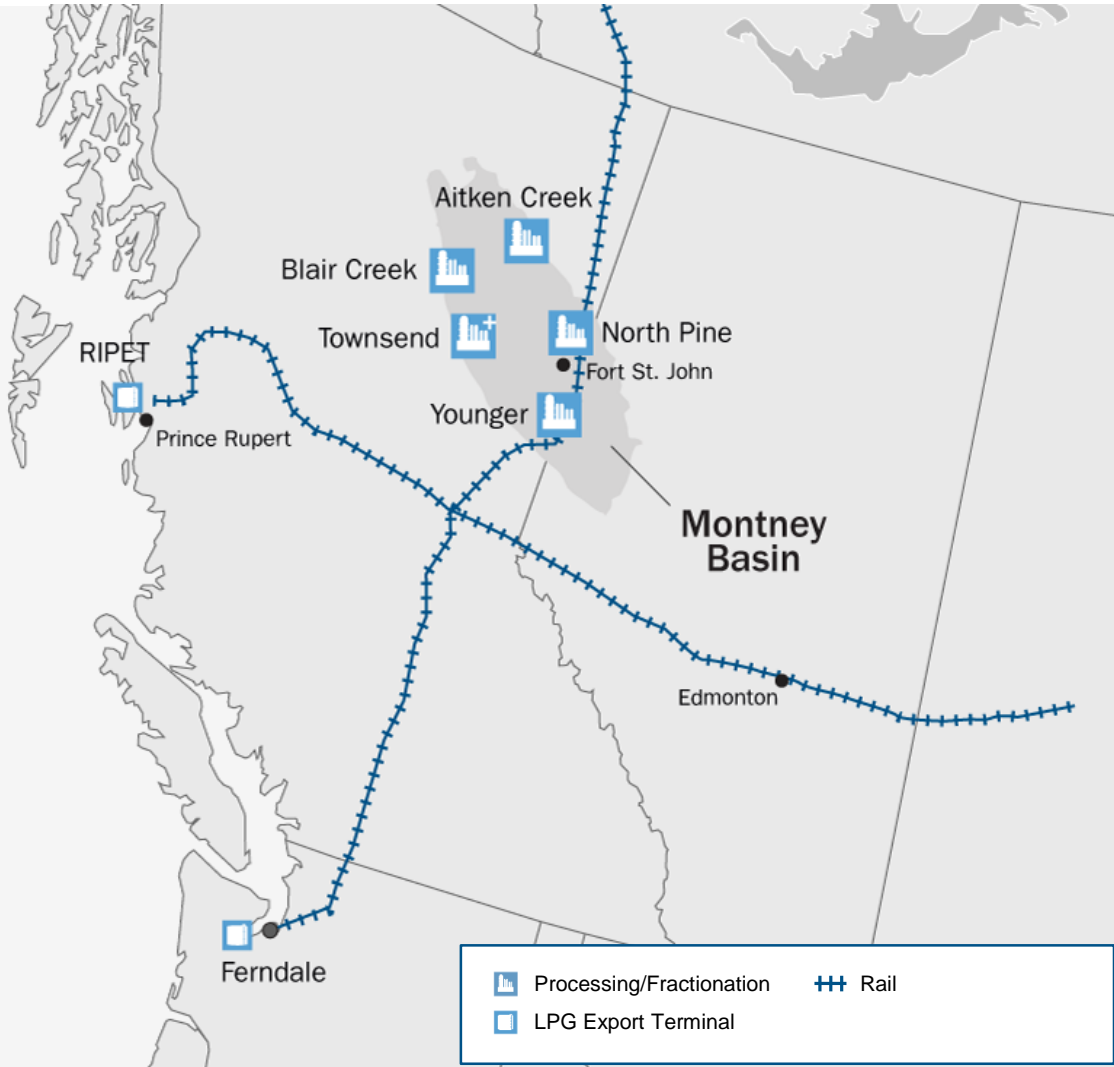 Aitken Creek
Blair Creek
Townsend
+
North Pine
RIPET
Fort St. John
Younger
Prince Rupert
Montney
Basin
Edmonton
Ferndale
Processing/Fractionation
Rail
LPG Export Terminal